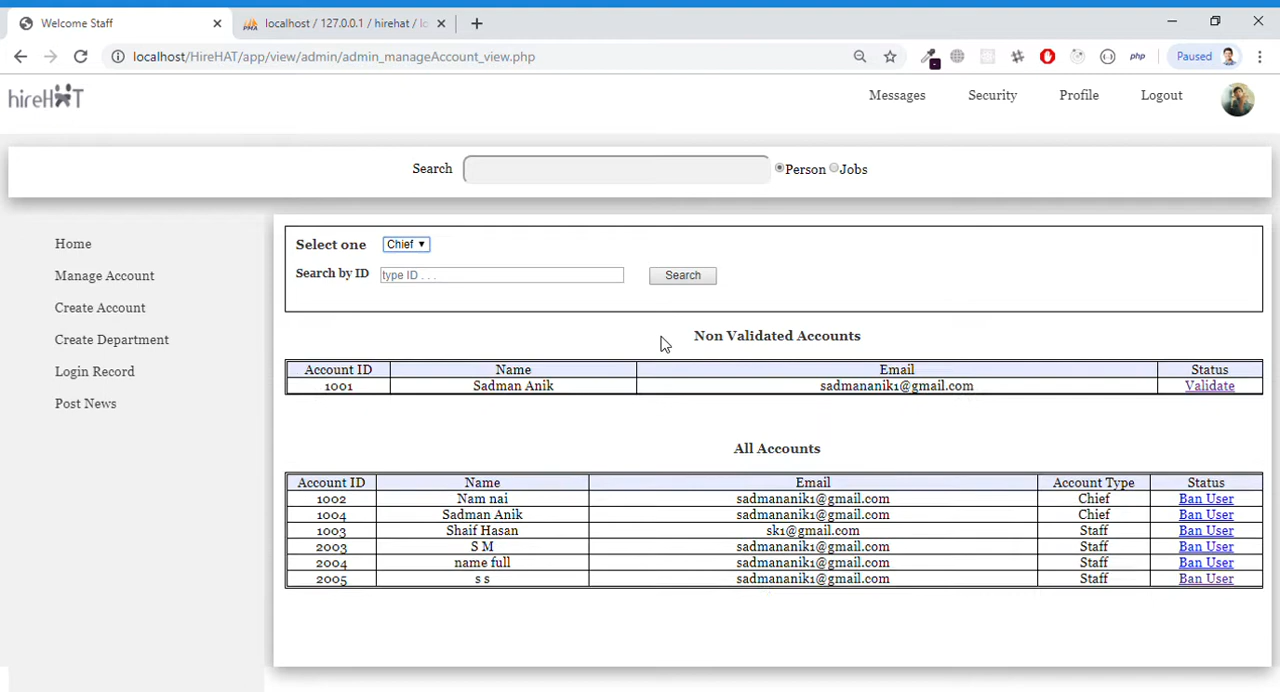 Welcome Staff
localhost / 127.0.0.1 / hirehat / lo
localhost/HireHAT/app/view/admin/admin_manageAccount_view.php
php
Paused
hireHAT
Messages Security Profile Logout
Search Person Jobs
Home
Manage Account
Create Account
Create Department
Login Record
Post News
Select one Chief
Search by ID type ID . . . Search
Non Validated Accounts
Account ID Name Email Status
1001 Sadman Anik sadmananik1@gmail.com Validate
All Accounts
Account ID Name Email Account Type Status
1002 Nam nai sadmananik1@gmail.com Chief Ban User
1004 Sadman Anik sadmananik1@gmail.com Chief Ban User
1003 Shaif Hasan sk1@gmail.com Staff Ban User
2003 S M sadmananik1@gmail.com Staff Ban User
2004 name full sadmananik1@gmail.com Staff Ban User
2005 s s sadmananik1@gmail.com Staff Ban User